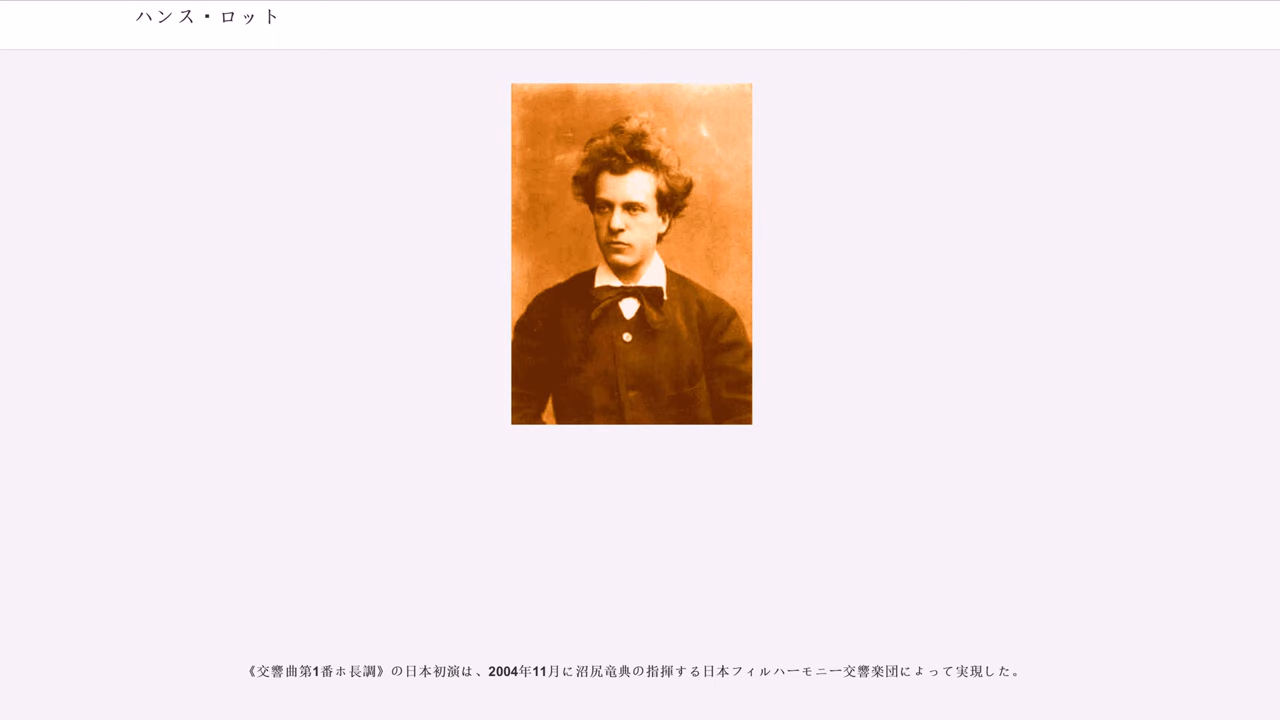 ハンス・ロット
《交響曲第1番ホ長調》の日本初演は、2004年11月に沼尻竜典の指揮する日本フィルハーモニー交響楽団によって実現した。